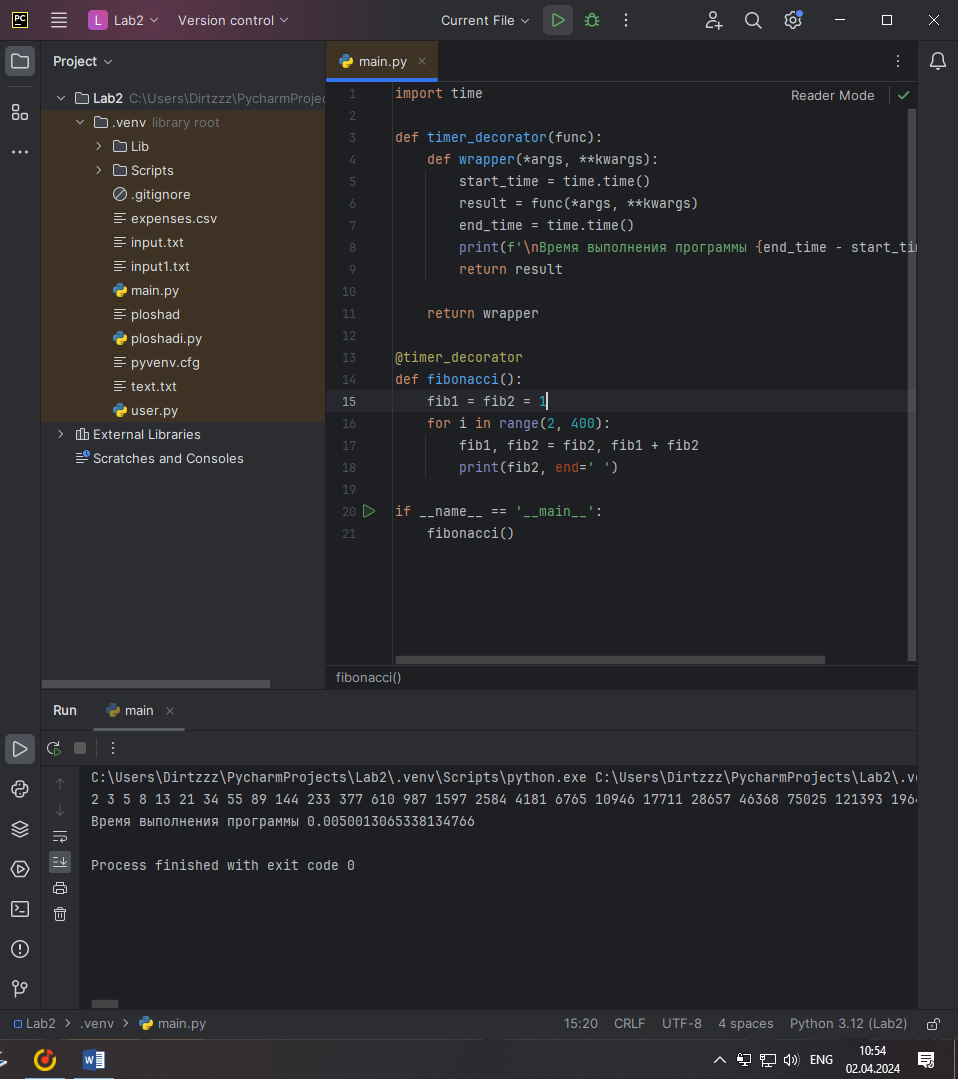 PC
L Lab2 Version control Current File
Project
main.py
Lab2 C:\Users\Dirtzzz\PycharmProjec
.venv library root
Lib
Scripts
.gitignore
expenses.csv
input.txt
input1.txt
main.py
ploshad
ploshadi.py
pyvenv.cfg
text.txt
user.py
External Libraries
Scratches and Consoles
Reader Mode
1 import time
2
3 def timer_decorator(func):
4 def wrapper(*args, **kwargs):
5 start_time = time.time()
6 result = func(*args, **kwargs)
7 end_time = time.time()
8 print(f'\nВремя выполнения программы {end_time - start_tim
9 return result
10
11 return wrapper
12
13 @timer_decorator
14 def fibonacci():
15 fib1 = fib2 = 1
16 for i in range(2, 400):
17 fib1, fib2 = fib2, fib1 + fib2
18 print(fib2, end=' ')
19
20 if __name__ == '__main__':
21 fibonacci()
fibonacci()
Run main
C:\Users\Dirtzzz\PycharmProjects\Lab2\.venv\Scripts\python.exe C:\Users\Dirtzzz\PycharmProjects\Lab2\.ve
2 3 5 8 13 21 34 55 89 144 233 377 610 987 1597 2584 4181 6765 10946 17711 28657 46368 75025 121393 1964
Время выполнения программы 0.0050013065338134766
Process finished with exit code 0
Lab2 > .venv > main.py 15:20 CRLF UTF-8 4 spaces Python 3.12 (Lab2)
W ENG 10:54
02.04.2024